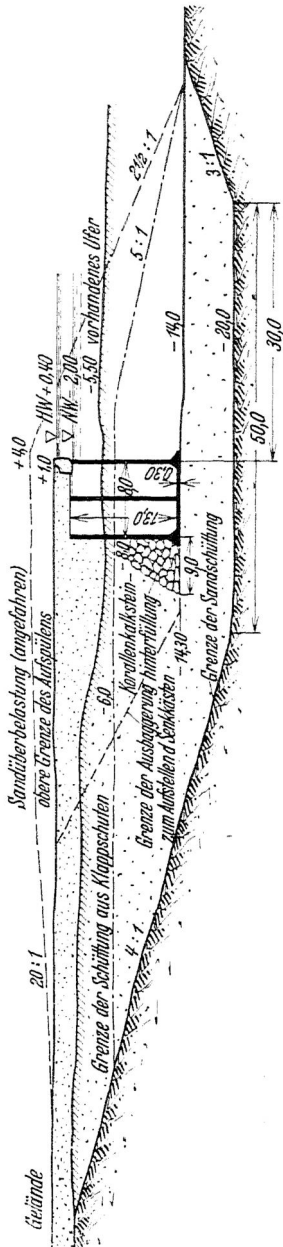 Gelände
20 : 1
Sandüberbelastung (angefahren)
obere Grenze des Aufspülens
+ 4,0
+ 1,0
HW + 0,40
NW - 2,00
- 5,50
vorhandenes Ufer
2½ : 1
5 : 1
Grenze der Schüttung aus Klappschuten
- 6,0
- 8,0
13,0
8,0
0,30
- 14,0
Korallenkalkstein-
hinterfüllung
Grenze der Ausbaggerung
zum Aufstellen d. Senkkästen
- 14,30
9,0
4 : 1
Grenze der Sandschüttung
- 20,0
3 : 1
50,0
30,0